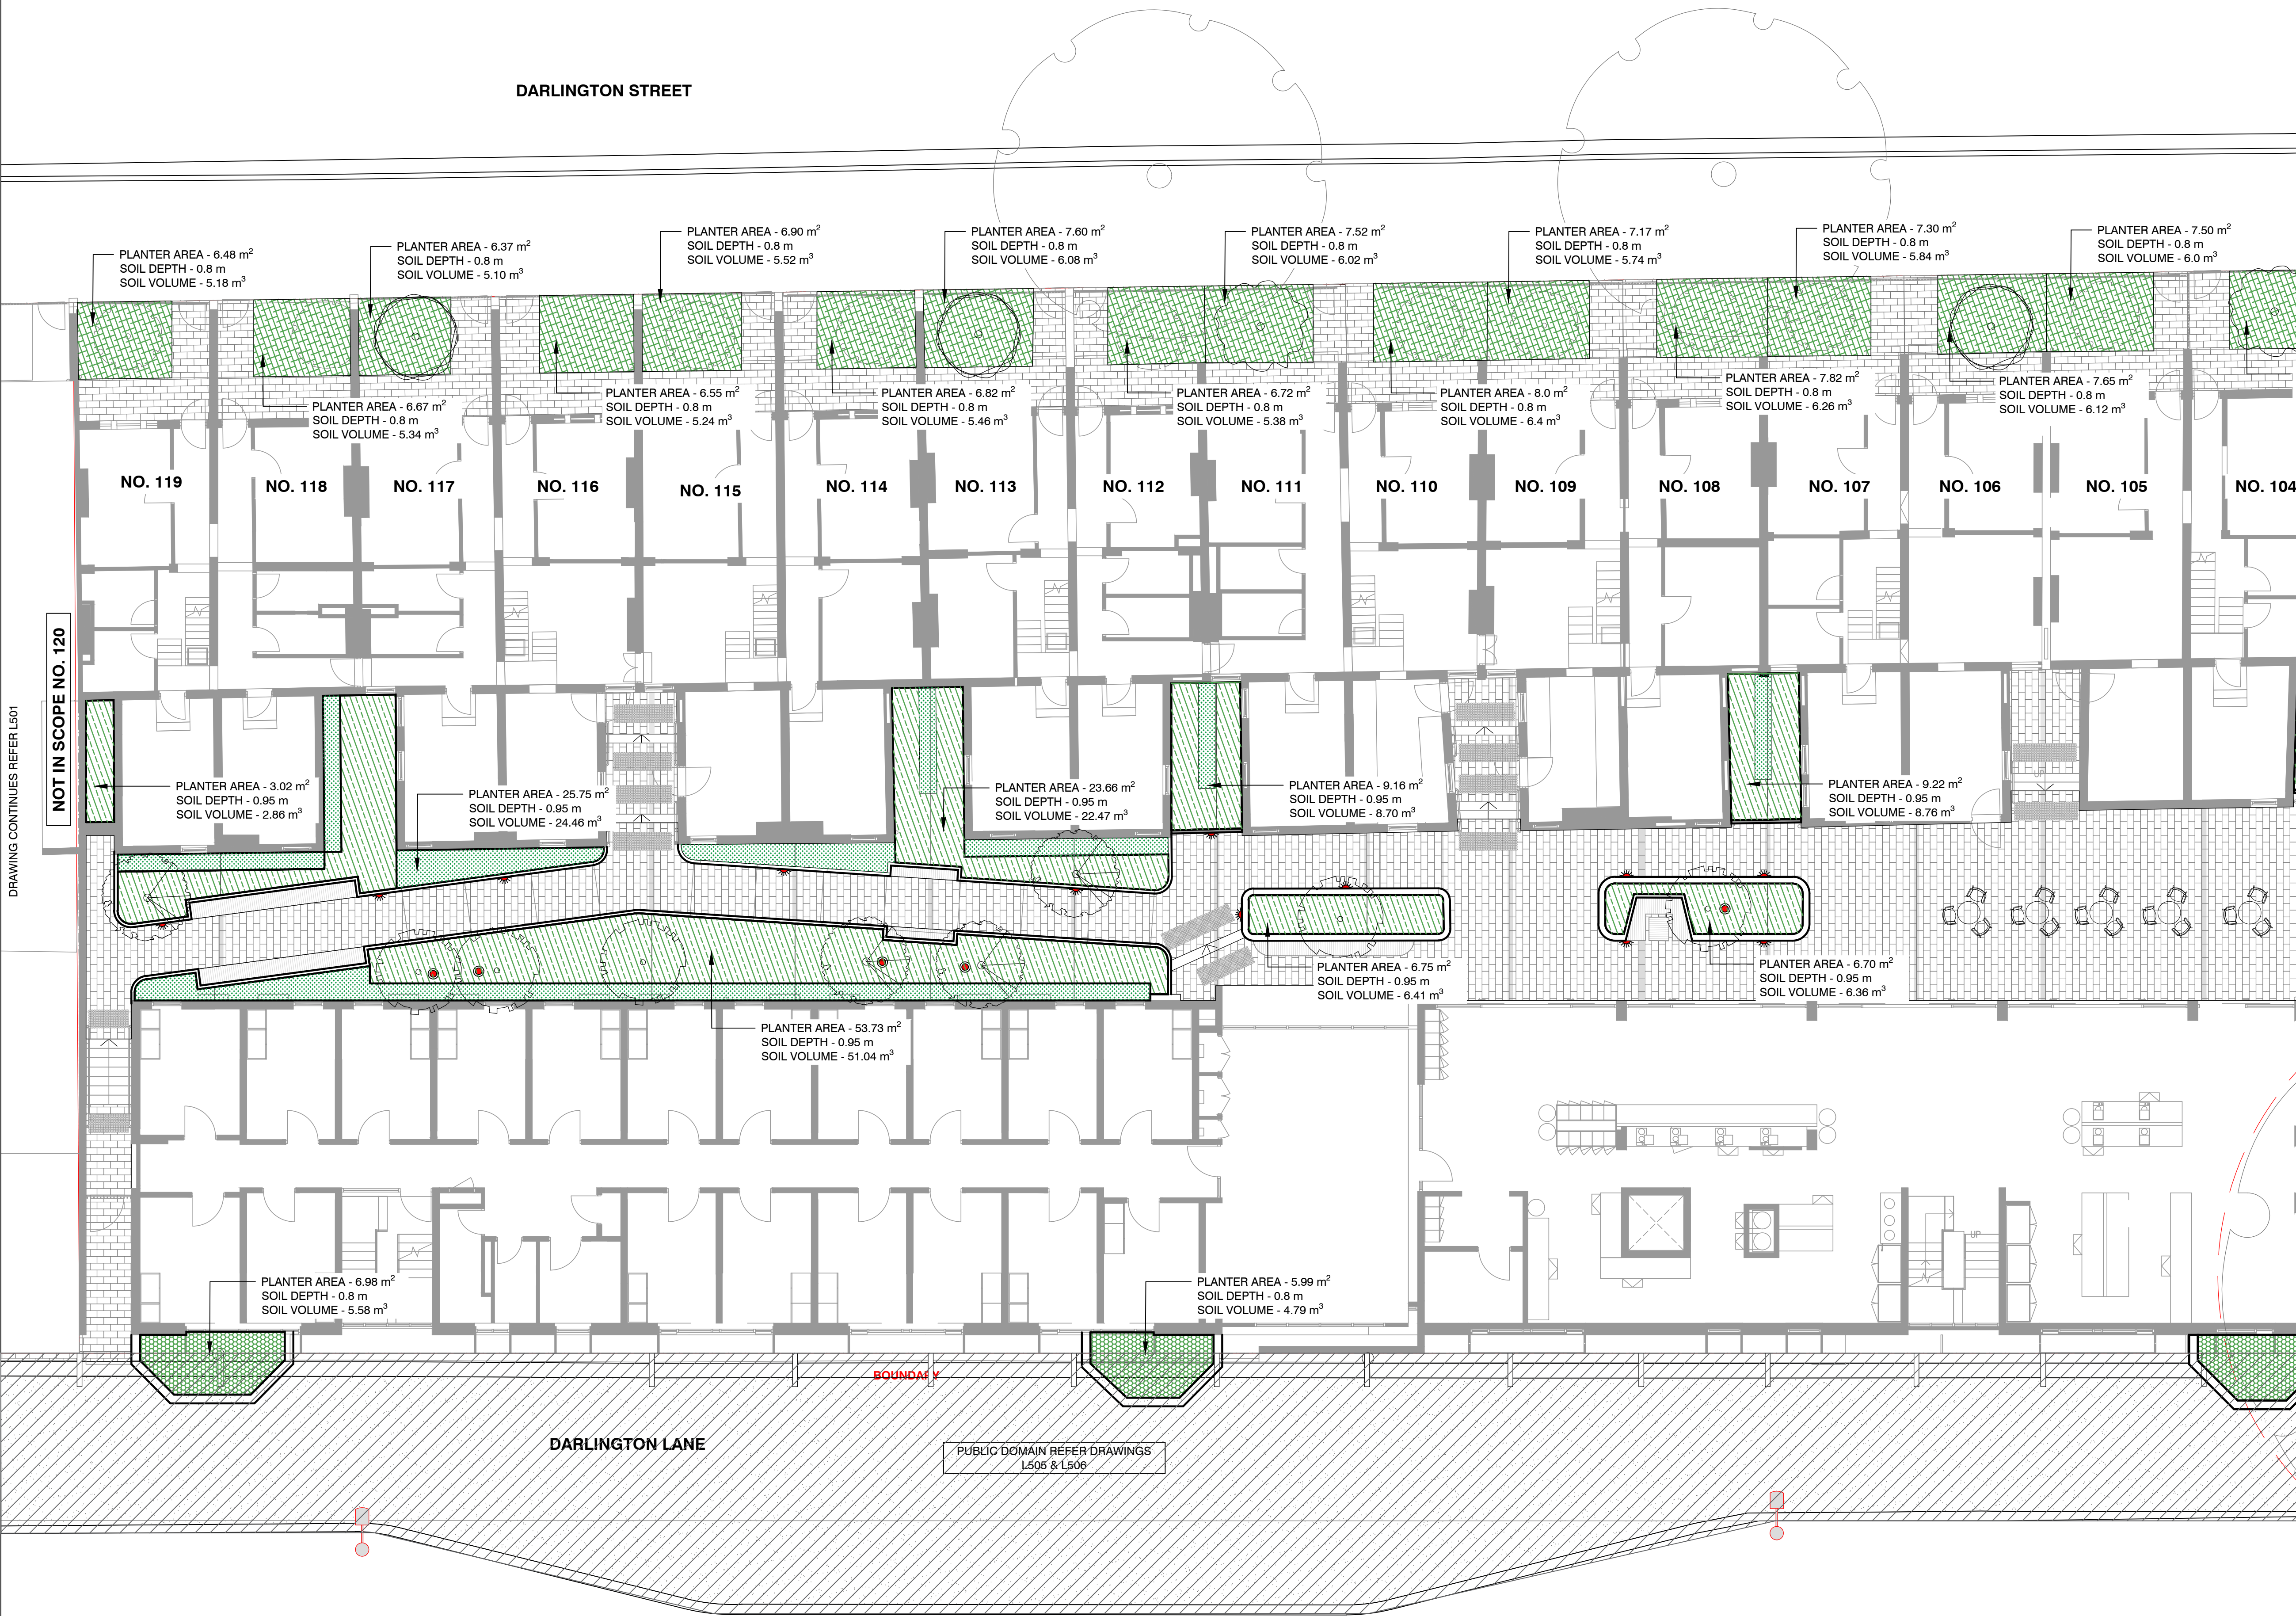 DARLINGTON STREET
PLANTER AREA - 6.48 m²
SOIL DEPTH - 0.8 m
SOIL VOLUME - 5.18 m³
PLANTER AREA - 6.37 m²
SOIL DEPTH - 0.8 m
SOIL VOLUME - 5.10 m³
PLANTER AREA - 6.90 m²
SOIL DEPTH - 0.8 m
SOIL VOLUME - 5.52 m³
PLANTER AREA - 7.60 m²
SOIL DEPTH - 0.8 m
SOIL VOLUME - 6.08 m³
PLANTER AREA - 7.52 m²
SOIL DEPTH - 0.8 m
SOIL VOLUME - 6.02 m³
PLANTER AREA - 7.17 m²
SOIL DEPTH - 0.8 m
SOIL VOLUME - 5.74 m³
PLANTER AREA - 7.30 m²
SOIL DEPTH - 0.8 m
SOIL VOLUME - 5.84 m³
PLANTER AREA - 7.50 m²
SOIL DEPTH - 0.8 m
SOIL VOLUME - 6.0 m³
PLANTER AREA - 6.67 m²
SOIL DEPTH - 0.8 m
SOIL VOLUME - 5.34 m³
PLANTER AREA - 6.55 m²
SOIL DEPTH - 0.8 m
SOIL VOLUME - 5.24 m³
PLANTER AREA - 6.82 m²
SOIL DEPTH - 0.8 m
SOIL VOLUME - 5.46 m³
PLANTER AREA - 6.72 m²
SOIL DEPTH - 0.8 m
SOIL VOLUME - 5.38 m³
PLANTER AREA - 8.0 m²
SOIL DEPTH - 0.8 m
SOIL VOLUME - 6.4 m³
PLANTER AREA - 7.82 m²
SOIL DEPTH - 0.8 m
SOIL VOLUME - 6.26 m³
PLANTER AREA - 7.65 m²
SOIL DEPTH - 0.8 m
SOIL VOLUME - 6.12 m³
NO. 119
NO. 118
NO. 117
NO. 116
NO. 115
NO. 114
NO. 113
NO. 112
NO. 111
NO. 110
NO. 109
NO. 108
NO. 107
NO. 106
NO. 105
NO. 104
DRAWING CONTINUES REFER L501
NOT IN SCOPE NO. 120
PLANTER AREA - 3.02 m²
SOIL DEPTH - 0.95 m
SOIL VOLUME - 2.86 m³
PLANTER AREA - 25.75 m²
SOIL DEPTH - 0.95 m
SOIL VOLUME - 24.46 m³
PLANTER AREA - 23.66 m²
SOIL DEPTH - 0.95 m
SOIL VOLUME - 22.47 m³
PLANTER AREA - 9.16 m²
SOIL DEPTH - 0.95 m
SOIL VOLUME - 8.70 m³
PLANTER AREA - 9.22 m²
SOIL DEPTH - 0.95 m
SOIL VOLUME - 8.76 m³
UP
PLANTER AREA - 6.75 m²
SOIL DEPTH - 0.95 m
SOIL VOLUME - 6.41 m³
PLANTER AREA - 6.70 m²
SOIL DEPTH - 0.95 m
SOIL VOLUME - 6.36 m³
PLANTER AREA - 53.73 m²
SOIL DEPTH - 0.95 m
SOIL VOLUME - 51.04 m³
UP
PLANTER AREA - 6.98 m²
SOIL DEPTH - 0.8 m
SOIL VOLUME - 5.58 m³
PLANTER AREA - 5.99 m²
SOIL DEPTH - 0.8 m
SOIL VOLUME - 4.79 m³
BOUNDARY
DARLINGTON LANE
PUBLIC DOMAIN REFER DRAWINGS
L505 & L506